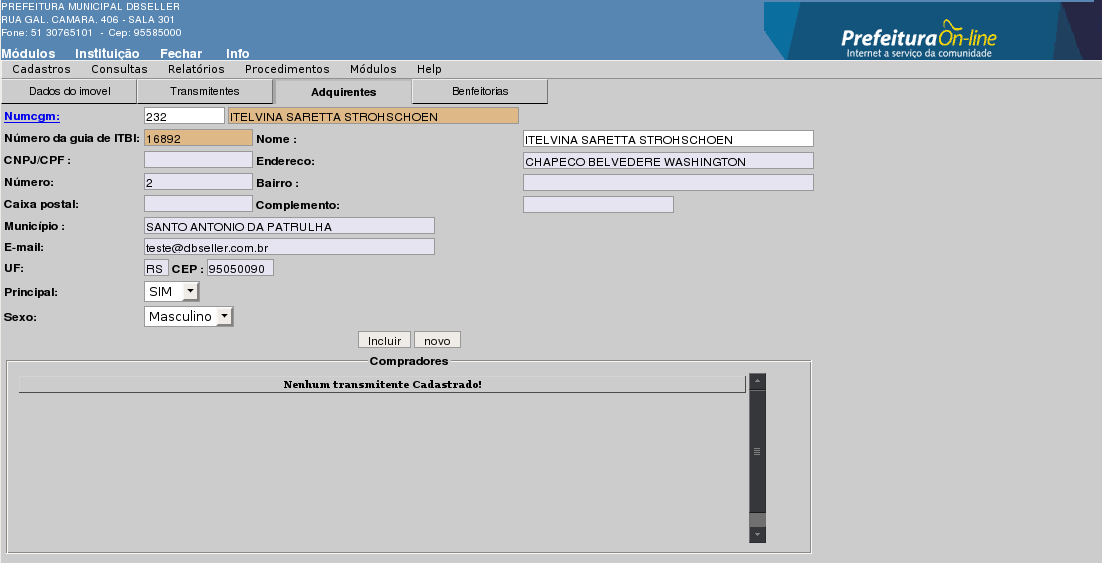 PREFEITURA MUNICIPAL DBSELLER
RUA GAL. CAMARA. 406 - SALA 301
Fone: 51 30765101 - Cep: 95585000
Módulos Instituição Fechar Info
PrefeituraOn-line
Internet a serviço da comunidade
Cadastros Consultas Relatórios Procedimentos Módulos Help
Dados do imovel Transmitentes Adquirentes Benfeitorias
Numcgm: 232 ITELVINA SARETTA STROHSCHOEN
Número da guia de ITBI: 16892 Nome : ITELVINA SARETTA STROHSCHOEN
CNPJ/CPF : Endereco: CHAPECO BELVEDERE WASHINGTON
Número: 2 Bairro :
Caixa postal: Complemento:
Município : SANTO ANTONIO DA PATRULHA
E-mail: teste@dbseller.com.br
UF: RS CEP : 95050090
Principal: SIM
Sexo: Masculino
Incluir novo
Compradores
Nenhum transmitente Cadastrado!